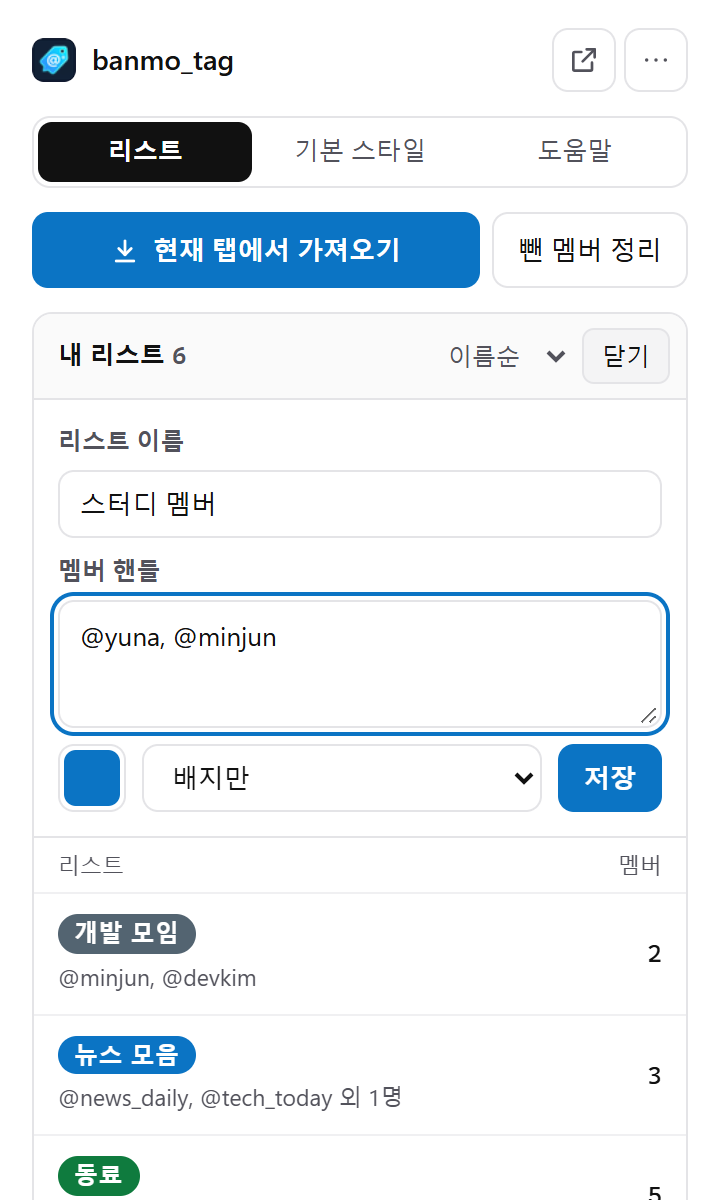 banmo_tag
리스트 기본 스타일 도움말
현재 탭에서 가져오기 뺀 멤버 정리
내 리스트 6 이름순 닫기
리스트 이름
스터디 멤버
멤버 핸들
@yuna, @minjun
배지만 저장
리스트 멤버
개발 모임
2
@minjun, @devkim
뉴스 모음
3
@news_daily, @tech_today 외 1명
동료
5